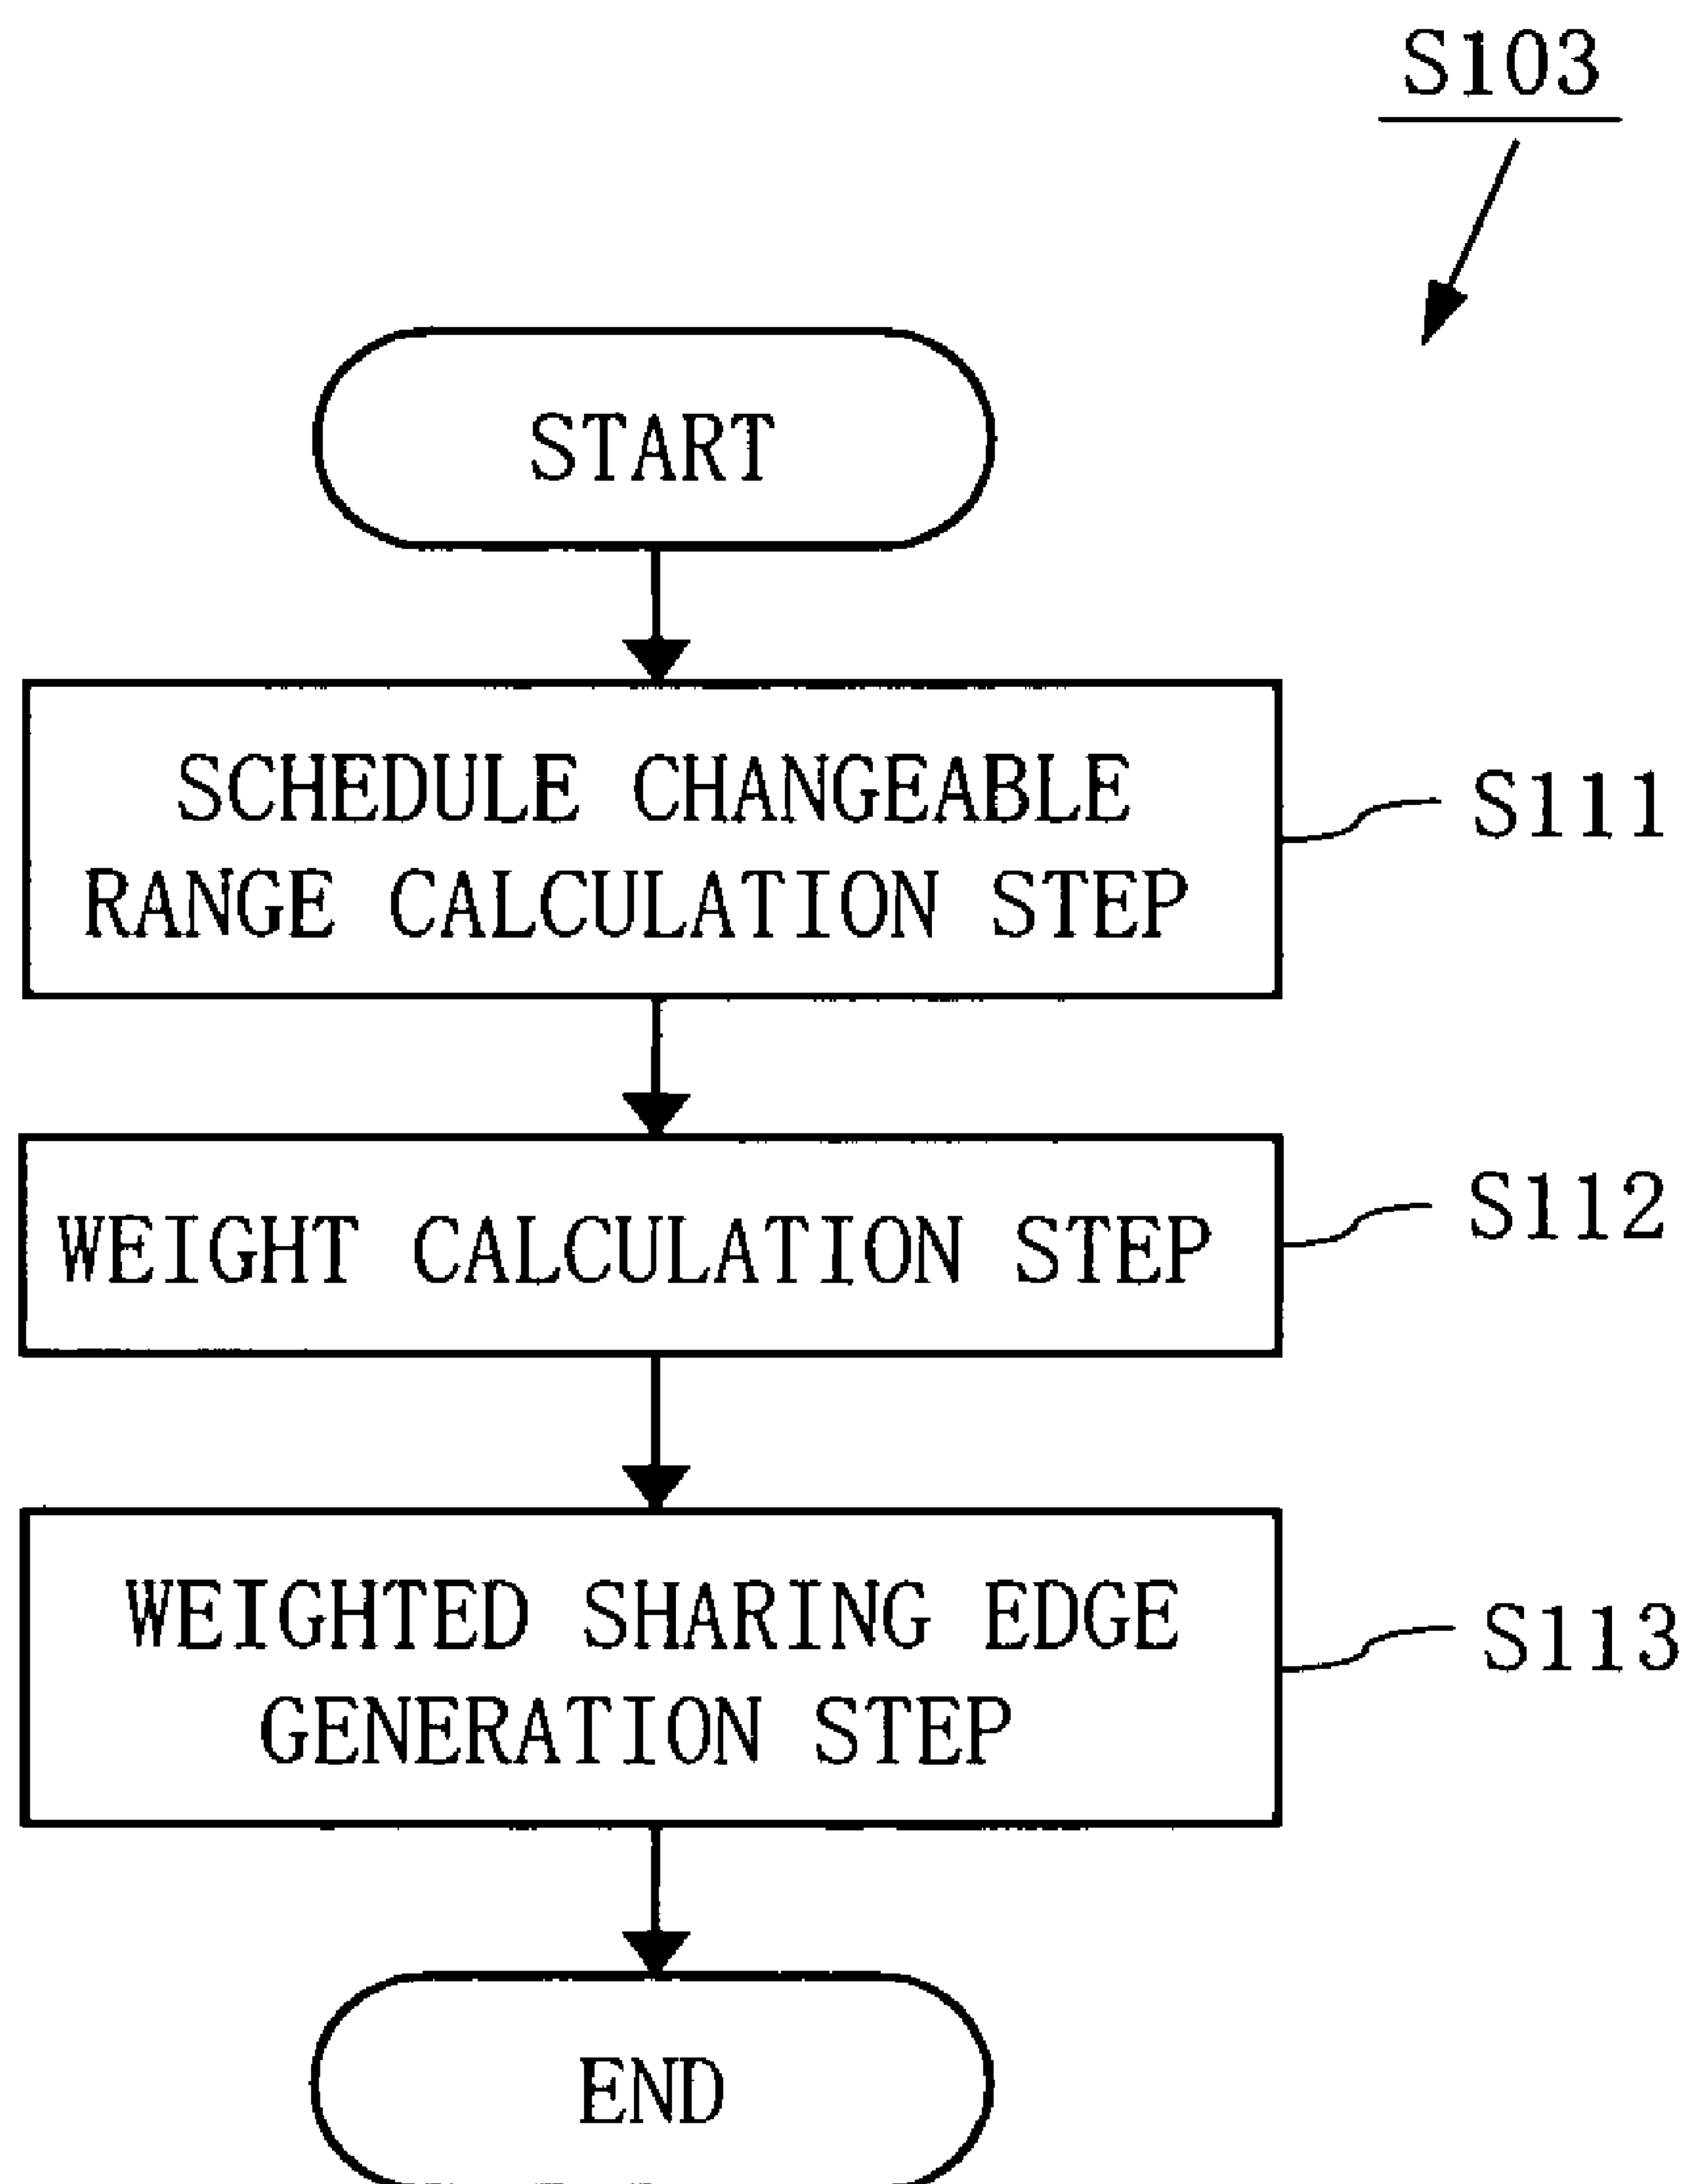 S103
START
SCHEDULE CHANGEABLE
RANGE CALCULATION STEP
S111
WEIGHT CALCULATION STEP
S112
WEIGHTED SHARING EDGE
GENERATION STEP
S113
END